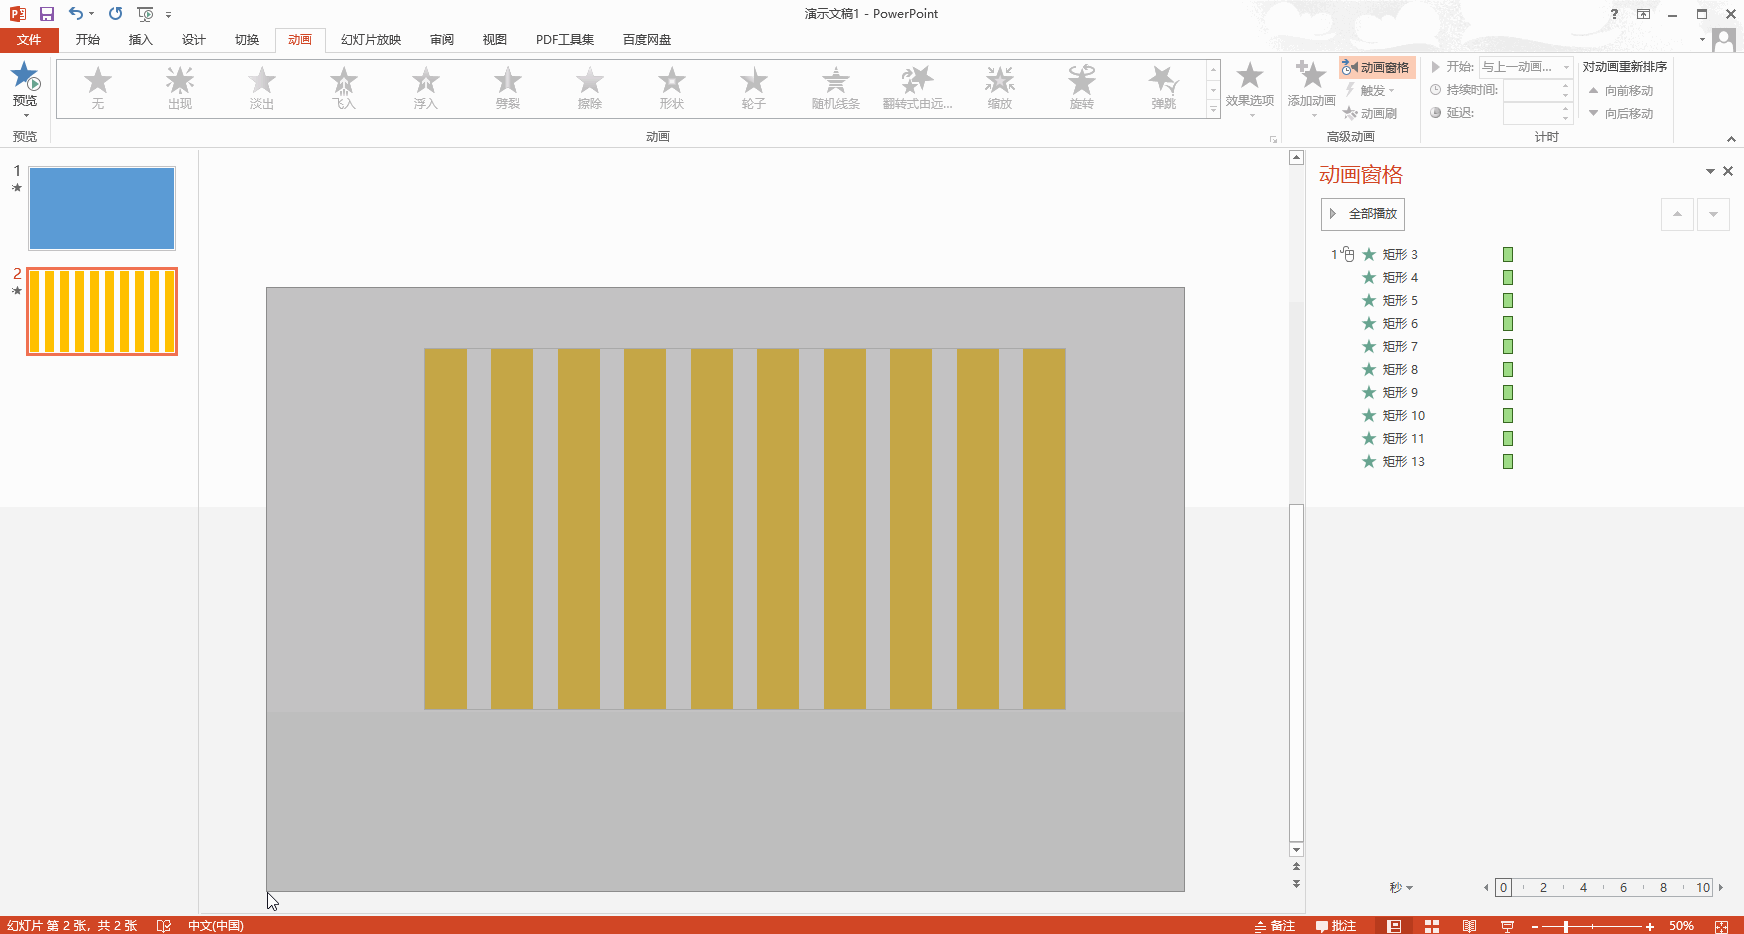 演示文稿1 - PowerPoint
?
文件 开始 插入 设计 切换 动画 幻灯片放映 审阅 视图 PDF工具集 百度网盘
预览
预览
无 出现 淡出 飞入 浮入 劈裂 擦除 形状 轮子 随机线条 翻转式由远... 缩放 旋转 弹跳
动画
效果选项
添加动画
动画窗格
触发
动画刷
高级动画
开始: 与上一动画...
持续时间:
延迟:
对动画重新排序
向前移动
向后移动
计时
1
2
动画窗格
全部播放
1 矩形 3
矩形 4
矩形 5
矩形 6
矩形 7
矩形 8
矩形 9
矩形 10
矩形 11
矩形 13
秒 0 2 4 6 8 10
幻灯片 第 2 张，共 2 张 中文(中国) 备注 批注 50%